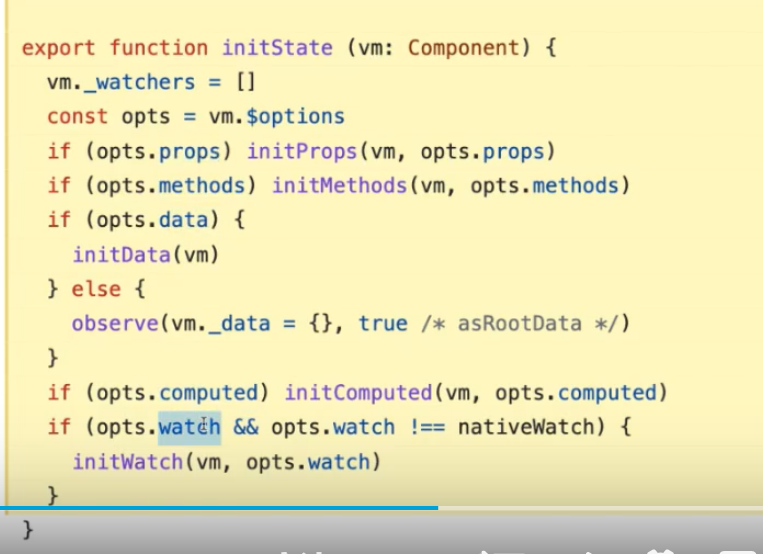 export function initState (vm: Component) {
  vm._watchers = []
  const opts = vm.$options
  if (opts.props) initProps(vm, opts.props)
  if (opts.methods) initMethods(vm, opts.methods)
  if (opts.data) {
    initData(vm)
  } else {
    observe(vm._data = {}, true /* asRootData */)
  }
  if (opts.computed) initComputed(vm, opts.computed)
  if (opts.watch && opts.watch !== nativeWatch) {
    initWatch(vm, opts.watch)
  }
}